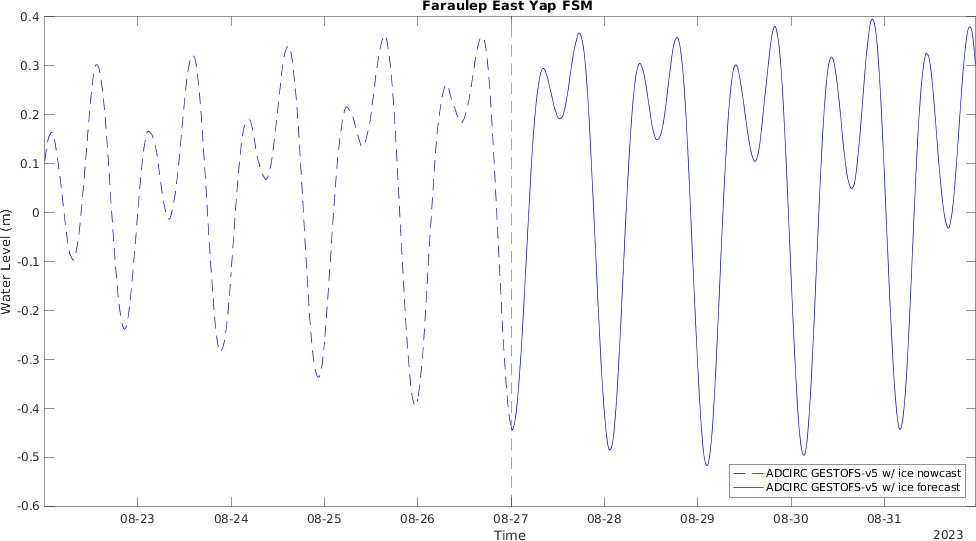 Faraulep East Yap FSM
0.4
0.3
0.2
0.1
0
-0.1
-0.2
-0.3
-0.4
-0.5
-0.6
Water Level (m)
ADCIRC GESTOFS-v5 w/ ice nowcast
ADCIRC GESTOFS-v5 w/ ice forecast
08-23 08-24 08-25 08-26 08-27 08-28 08-29 08-30 08-31
Time
2023